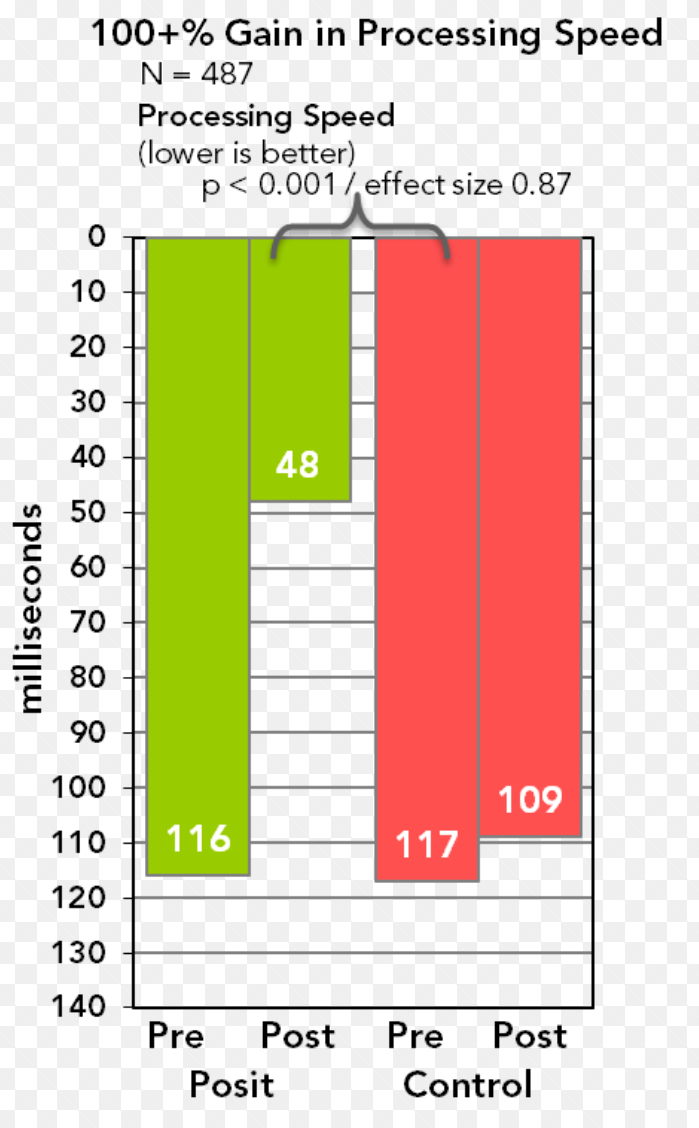 100+% Gain in Processing Speed
N = 487
Processing Speed
(lower is better)
p < 0.001 / effect size 0.87
0
10
20
30
40
48
50
60
70
80
90
100
109
110
116
117
120
130
140
milliseconds
Pre Post Pre Post
Posit Control